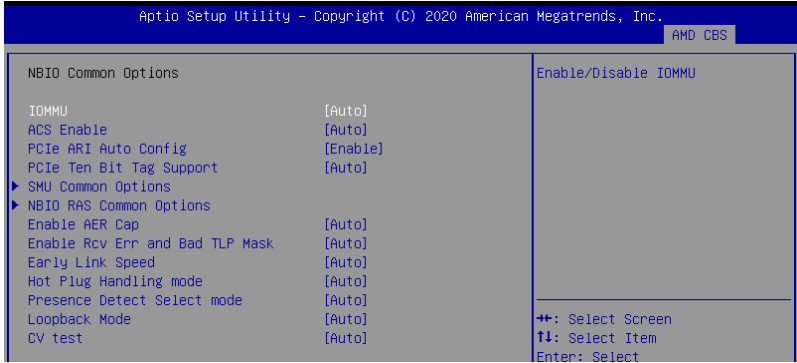 Aptio Setup Utility – Copyright (C) 2020 American Megatrends, Inc.
AMD CBS
NBIO Common Options
Enable/Disable IOMMU
IOMMU [Auto]
ACS Enable [Auto]
PCIe ARI Auto Config [Enable]
PCIe Ten Bit Tag Support [Auto]
SMU Common Options
NBIO RAS Common Options
Enable AER Cap [Auto]
Enable Rcv Err and Bad TLP Mask [Auto]
Early Link Speed [Auto]
Hot Plug Handling mode [Auto]
Presence Detect Select mode [Auto]
Loopback Mode [Auto]
CV test [Auto]
→←: Select Screen
↑↓: Select Item
Enter: Select